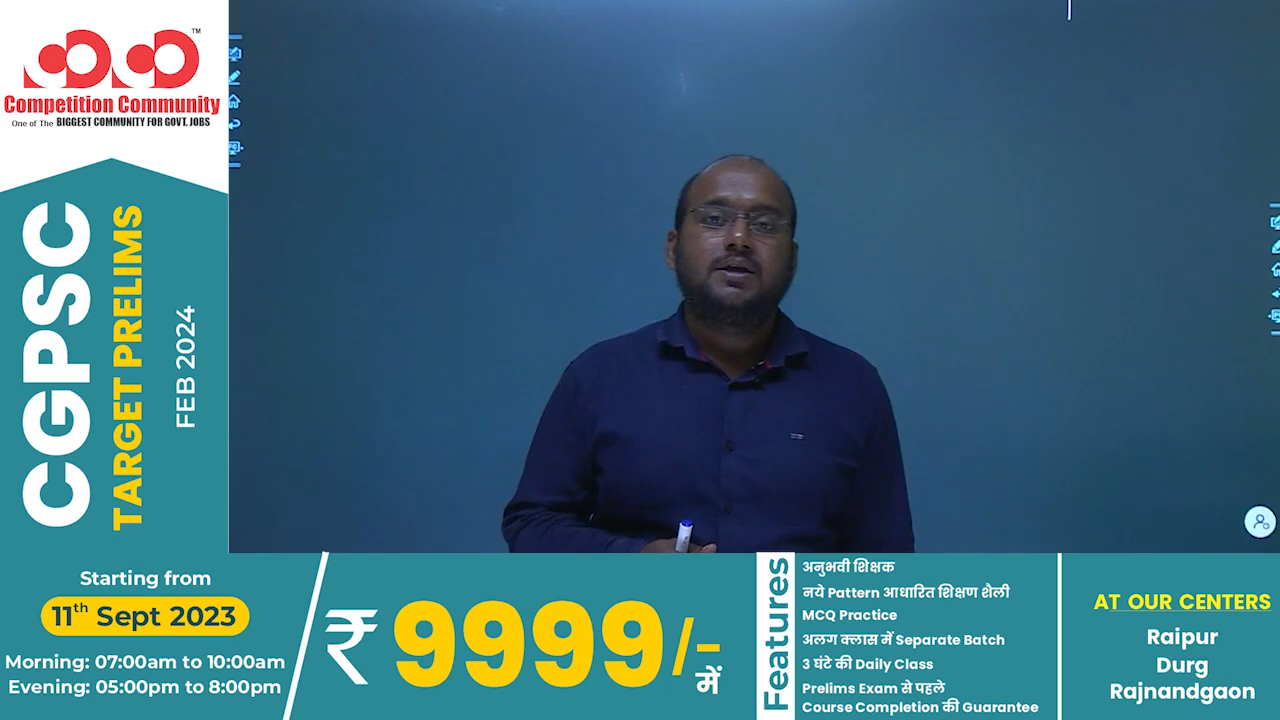 TM
Competition Community
One of The BIGGEST COMMUNITY FOR GOVT. JOBS
CGPSC
TARGET PRELIMS
FEB 2024
Starting from
11th Sept 2023
Morning: 07:00am to 10:00am
Evening: 05:00pm to 8:00pm
₹ 9999/- में
Features
अनुभवी शिक्षक
नये Pattern आधारित शिक्षण शैली
MCQ Practice
अलग क्लास में Separate Batch
3 घंटे की Daily Class
Prelims Exam से पहले
Course Completion की Guarantee
AT OUR CENTERS
Raipur
Durg
Rajnandgaon